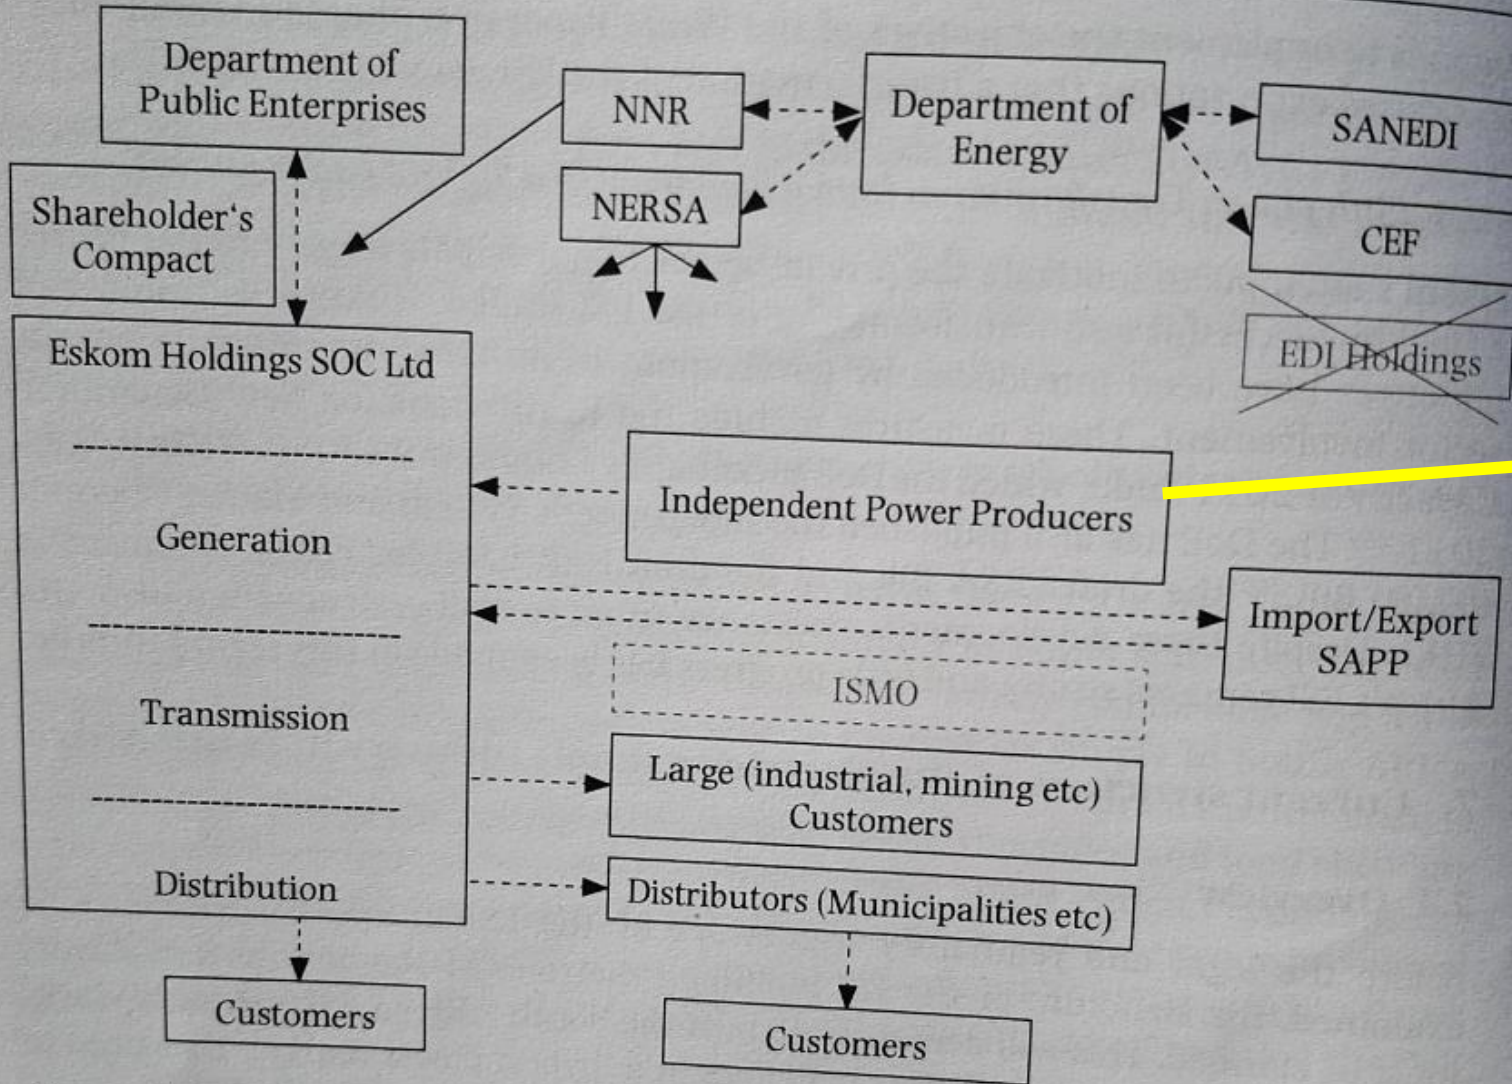 Department of
Public Enterprises
NNR
Department of
Energy
SANEDI
Shareholder‘s
Compact
NERSA
CEF
Eskom Holdings SOC Ltd
EDI Holdings
Independent Power Producers
Generation
Import/Export
SAPP
ISMO
Transmission
Large (industrial, mining etc)
Customers
Distribution
Distributors (Municipalities etc)
Customers
Customers